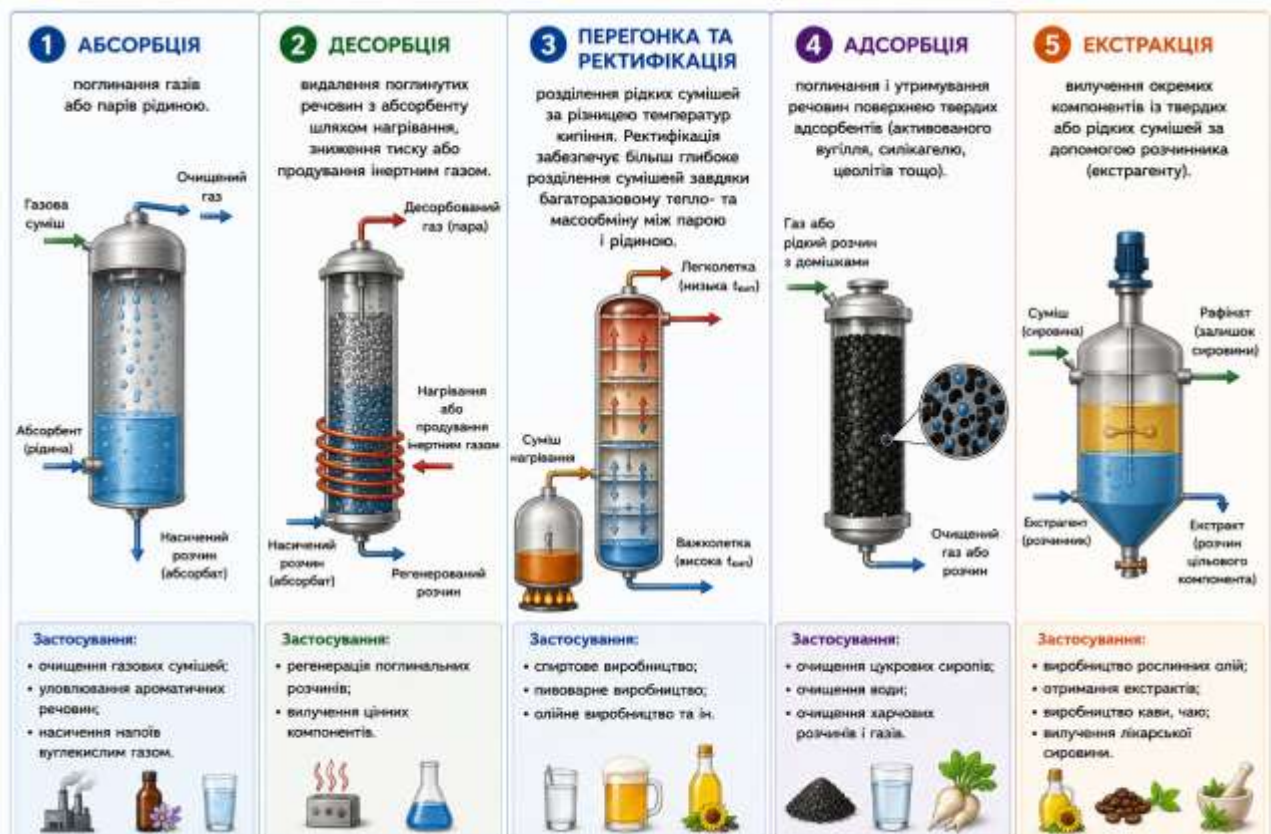 1 АБСОРБЦІЯ
поглинання газів
або парів рідиною.
Очищений
газ
Газова
суміш
Абсорбент
(рідина)
Насичений
розчин
(абсорбат)
Застосування:
• очищення газових сумішей;
• уловлювання ароматичних
речовин;
• насичення напоїв
вуглекислим газом.
2 ДЕСОРБЦІЯ
видалення поглинутих
речовин з абсорбенту
шляхом нагрівання,
зниження тиску або
продування інертним газом.
Десорбований
газ (пара)
Нагрівання
або
продування
інертним газом
Насичений
розчин
(абсорбат)
Регенерований
розчин
Застосування:
• регенерація поглинальних
розчинів;
• вилучення цінних
компонентів.
3 ПЕРЕГОНКА ТА
РЕКТИФІКАЦІЯ
розділення рідких сумішей
за різницею температур
кипіння. Ректифікація
забезпечує більш глибоке
розділення сумішеий завдяки
багаторазовому тепло- та
масообміну між парою
і рідиною.
Легколетка
(низька tкип)
Суміш
нагрівання
Важколетка
(висока tкип)
Застосування:
• спиртове виробництво;
• пивоварне виробництво;
• олійне виробництво та ін.
4 АДСОРБЦІЯ
поглинання і утримування
речовин поверхнею твердих
адсорбентів (активованого
вугілля, силікагелю,
цеолітів тощо).
Газ або
рідкий розчин
з домішками
Очищений
газ або
розчин
Застосування:
• очищення цукрових сиропів;
• очищення води;
• очищення харчових
розчинів і газів.
5 ЕКСТРАКЦІЯ
вилучення окремих
компонентів із твердих
або рідких сумішей за
допомогою розчинника
(екстрагенту).
Суміш
(сировина)
Рафінат
(залишок
сировини)
Екстрагент
(розчинник)
Екстракт
(розчин
цільового
компонента)
Застосування:
• виробництво рослинних олій;
• отримання екстрактів;
• виробництво кави, чаю;
• вилучення лікарської
сировини.